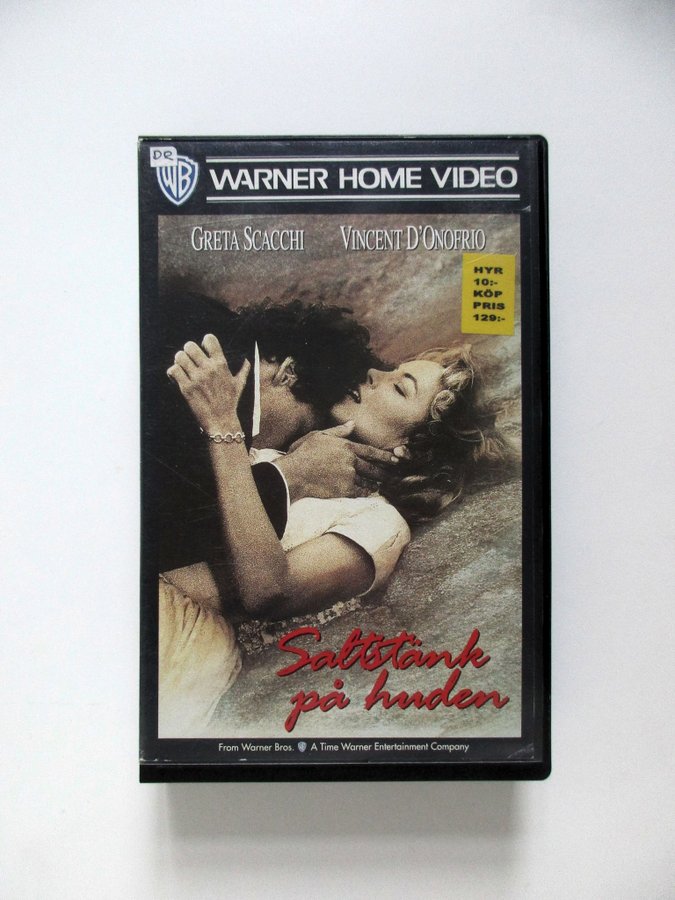 DR
WB
WARNER HOME VIDEO
GRETA SCACCHI VINCENT D'ONOFRIO
HYR
10:-
KÖP
PRIS
129:-
Saltstänk
på huden
From Warner Bros. A Time Warner Entertainment Company